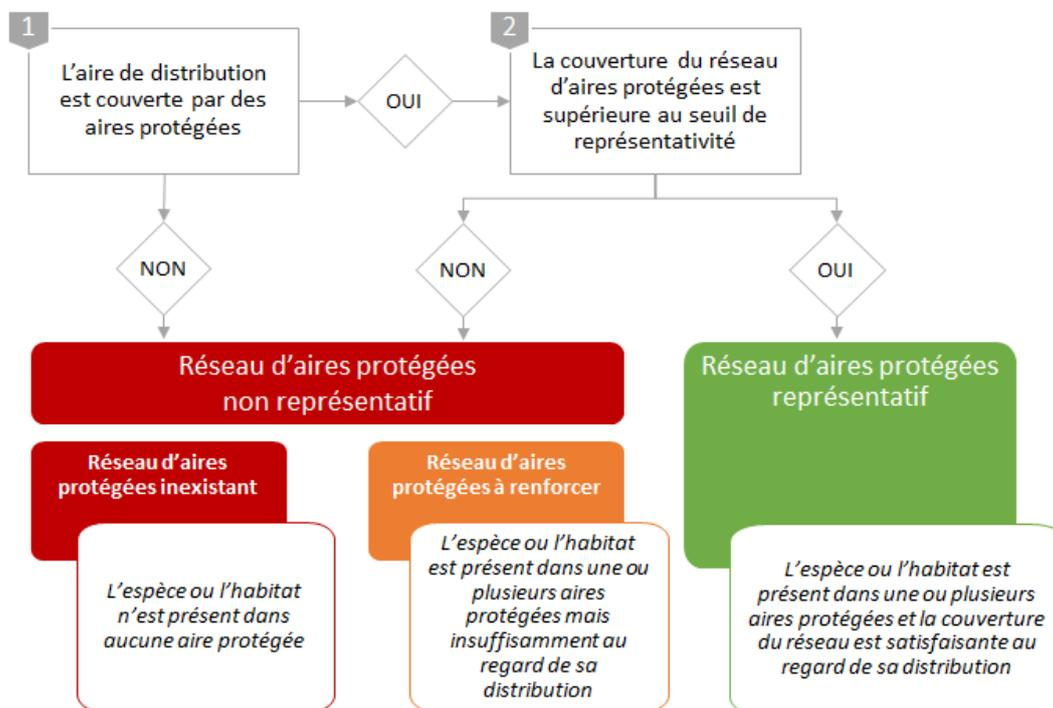 1
L'aire de distribution
est couverte par des
aires protégées
OUI
2
La couverture du réseau
d'aires protégées est
supérieure au seuil de
représentativité
NON
NON
OUI
Réseau d'aires protégées
non représentatif
Réseau d'aires protégées
représentatif
Réseau d'aires
protégées inexistant
L'espèce ou l'habitat
n'est présent dans
aucune aire protégée
Réseau d'aires
protégées à renforcer
L'espèce ou l'habitat
est présent dans une ou
plusieurs aires
protégées mais
insuffisamment au
regard de sa
distribution
L'espèce ou l'habitat est
présent dans une ou plusieurs
aires protégées et la couverture
du réseau est satisfaisante au
regard de sa distribution